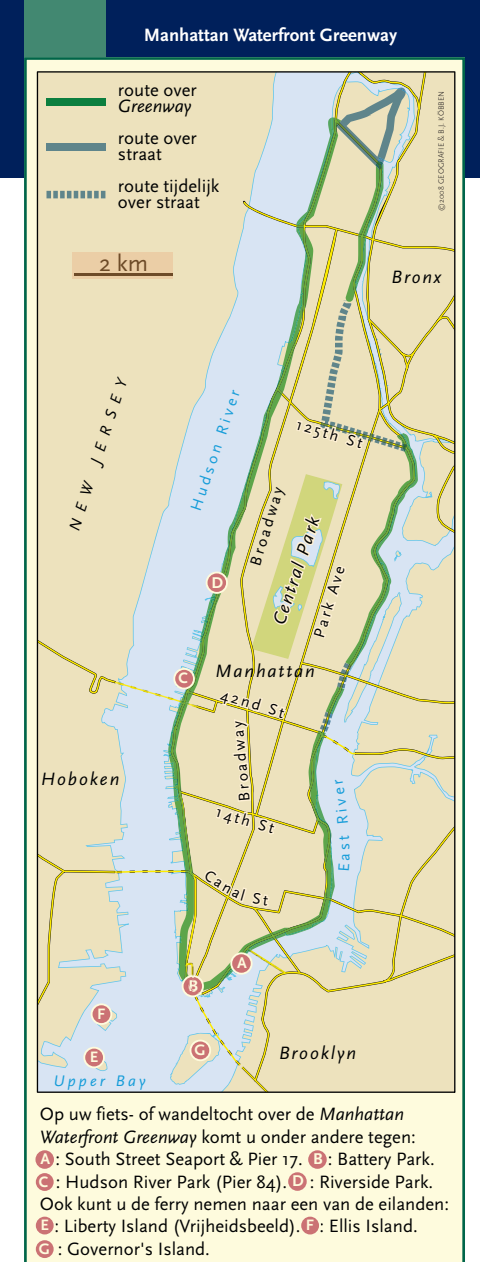 Manhattan Waterfront Greenway
route over
Greenway
route over
straat
route tijdelijk
over straat
©2008 GEOGRAFIE & B.J. KÖBBEN
2 km
Bronx
NEW JERSEY
Hudson River
125th St
Broadway
Central Park
Park Ave
D
Manhattan
C
42nd St
Broadway
Hoboken
East River
14th St
Canal St
A
B
F
G
E
Brooklyn
Upper Bay
Op uw fiets- of wandeltocht over de Manhattan
Waterfront Greenway komt u onder andere tegen:
A: South Street Seaport & Pier 17. B: Battery Park.
C: Hudson River Park (Pier 84). D: Riverside Park.
Ook kunt u de ferry nemen naar een van de eilanden:
E: Liberty Island (Vrijheidsbeeld). F: Ellis Island.
G: Governor's Island.